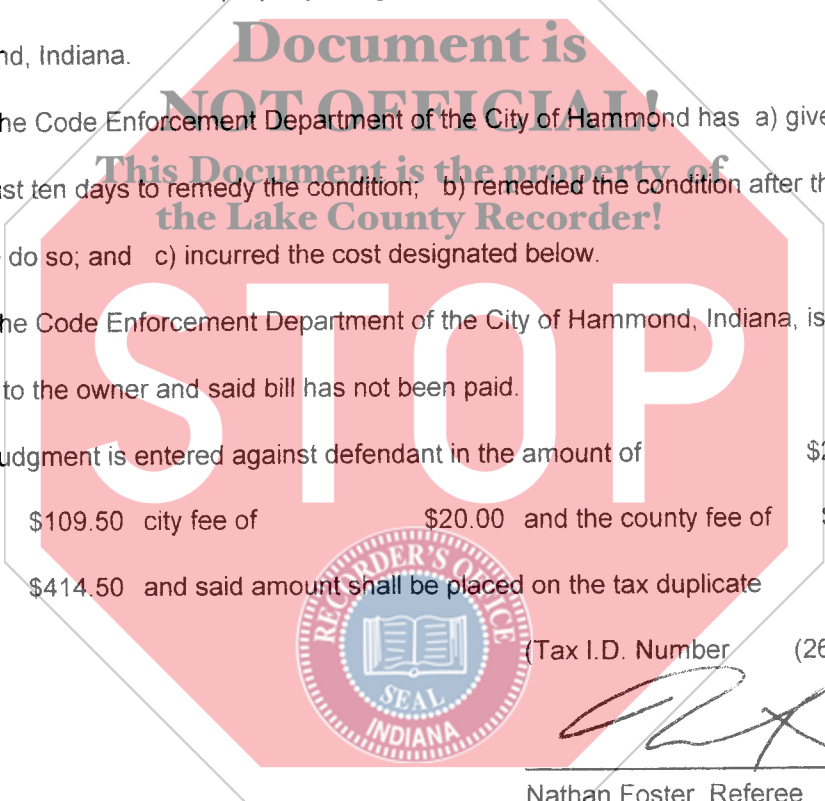 Document is
nd, Indiana.
NOT OFFICIAL!
he Code Enforcement Department of the City of Hammond has a) give
This Document is the property of
st ten days to remedy the condition; b) remedied the condition after th
the Lake County Recorder!
do so; and c) incurred the cost designated below.
STOP
he Code Enforcement Department of the City of Hammond, Indiana, is
to the owner and said bill has not been paid.
udgment is entered against defendant in the amount of $2
$109.50 city fee of $20.00 and the county fee of $
$414.50 and said amount shall be placed on the tax duplicate
RECORDER'S OFFICE
SEAL
INDIANA
(Tax I.D. Number (26
Nathan Foster Referee